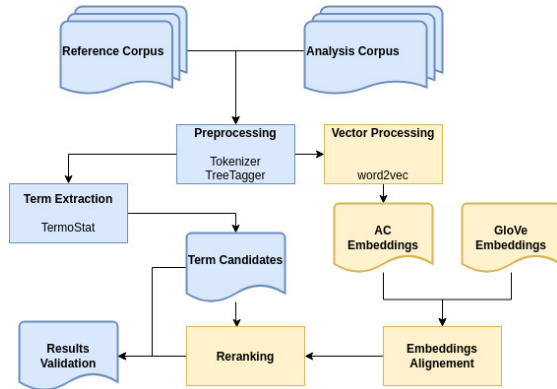 Reference Corpus
Analysis Corpus
Preprocessing
Tokenizer
TreeTagger
Vector Processing
word2vec
Term Extraction
TermoStat
AC
Embeddings
GloVe
Embeddings
Term Candidates
Results
Validation
Reranking
Embeddings
Alignement